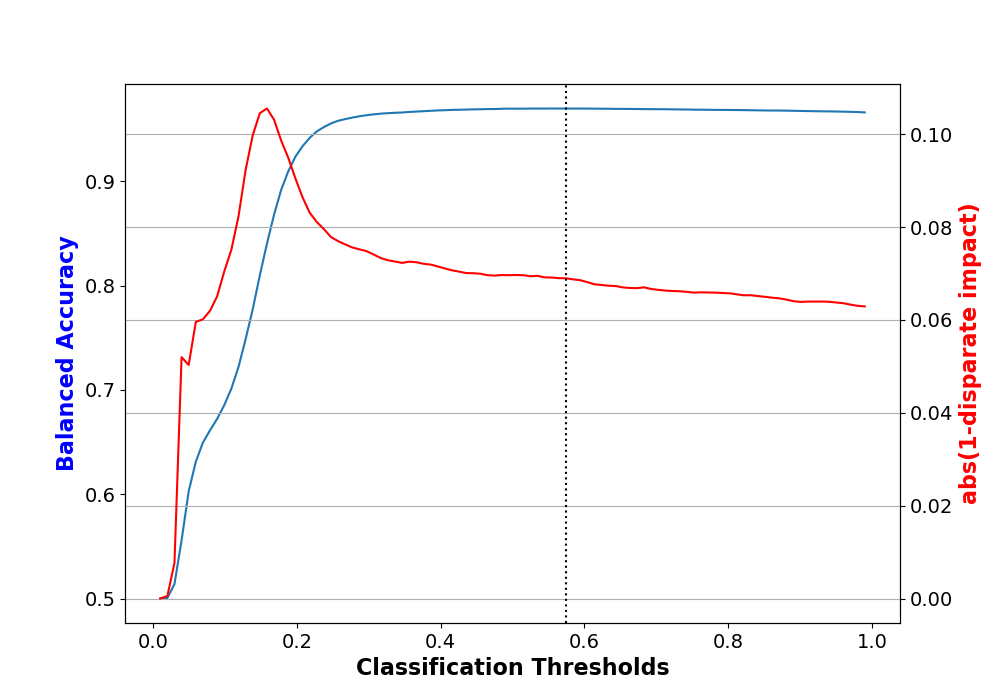 Balanced Accuracy
0.9
0.8
0.7
0.6
0.5
0.10
0.08
0.06
0.04
0.02
0.00
abs(1-disparate impact)
0.0 0.2 0.4 0.6 0.8 1.0
Classification Thresholds